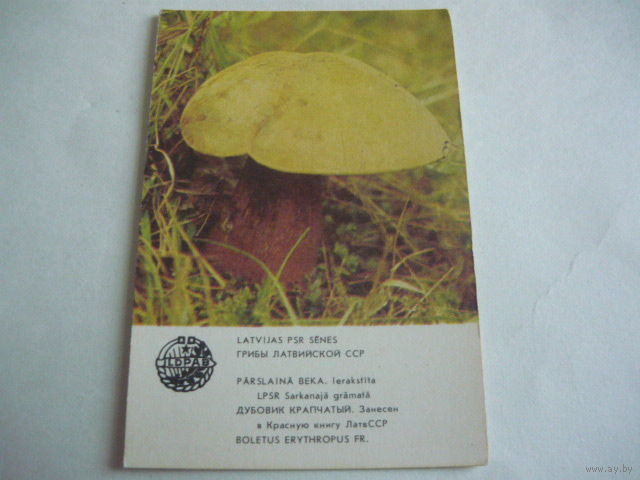 LATVIJAS PSR SĒNES
ГРИБЫ ЛАТВИЙСКОЙ ССР
PĀRSLAINĀ BEKA. Ierakstīta
LPSR Sarkanajā grāmatā
ДУБОВИК КРАПЧАТЫЙ. Занесен
в Красную книгу ЛатвССР
BOLETUS ERYTHROPUS FR.
LDPAB
www.ay.by